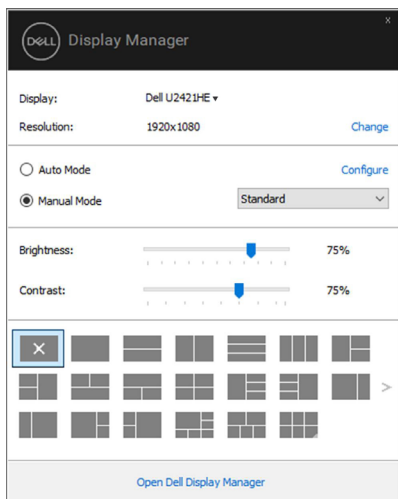 x
DELL Display Manager
Display: Dell U2421HE
Resolution: 1920x1080 Change
Auto Mode Configure
Manual Mode Standard
Brightness: 75%
Contrast: 75%
Open Dell Display Manager